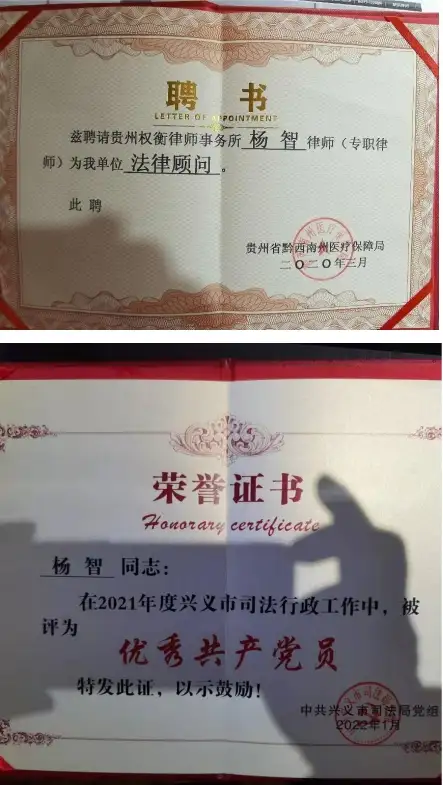 聘 书
LETTER OF APPOINTMENT
兹聘请贵州权衡律师事务所 杨 智 律师（专职律
师）为我单位 法律顾问 。
此 聘
贵州省黔西南州医疗保障局
二〇二〇年三月
荣誉证书
Honorary certificate
杨 智 同志：
在2021年度兴义市司法行政工作中，被
评为
优秀共产党员
特发此证，以示鼓励！
中共兴义市司法局党组
2022年1月